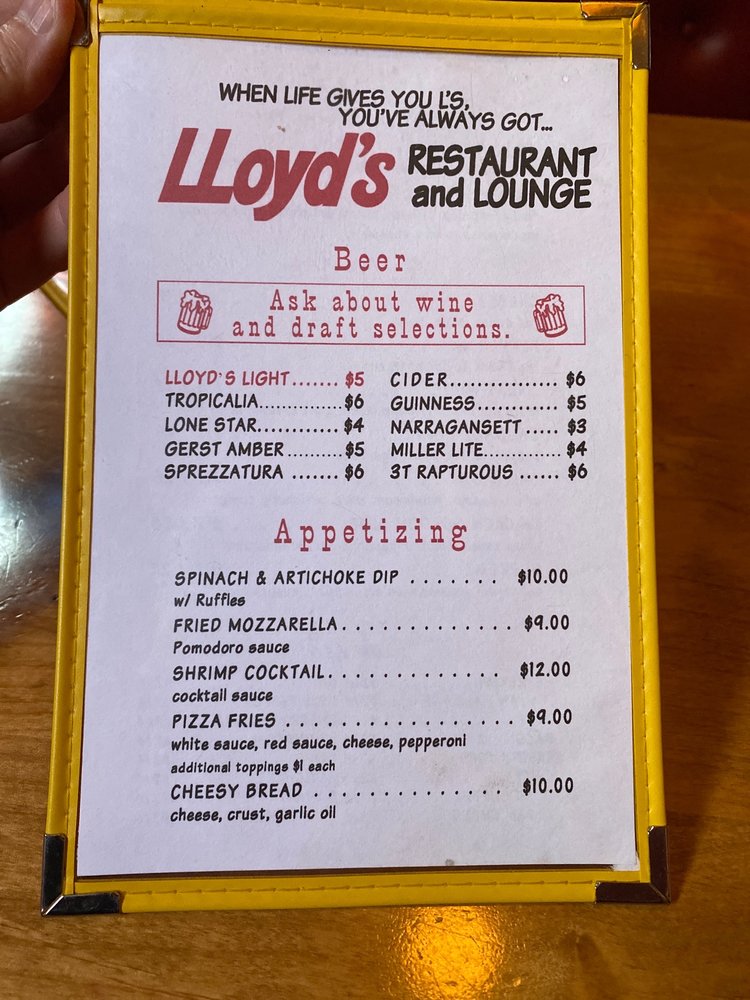 WHEN LIFE GIVES YOU L'S,
YOU'VE ALWAYS GOT...
LLoyd's RESTAURANT
and LOUNGE
Beer
Ask about wine
and draft selections.
LLOYD'S LIGHT....... $5
TROPICALIA..............$6
LONE STAR............ $4
GERST AMBER..........$5
SPREZZATURA ....... $6
CIDER................ $6
GUINNESS............ $5
NARRAGANSETT ..... $3
MILLER LITE.............. $4
3T RAPTUROUS ...... $6
Appetizing
SPINACH & ARTICHOKE DIP . . . . . . . $10.00
w/ Ruffles
FRIED MOZZARELLA. . . . . . . . . . . . . $9.00
Pomodoro sauce
SHRIMP COCKTAIL. . . . . . . . . . . . . $12.00
cocktail sauce
PIZZA FRIES . . . . . . . . . . . . . . . . . $9.00
white sauce, red sauce, cheese, pepperoni
additional toppings $1 each
CHEESY BREAD . . . . . . . . . . . . . . $10.00
cheese, crust, garlic oil